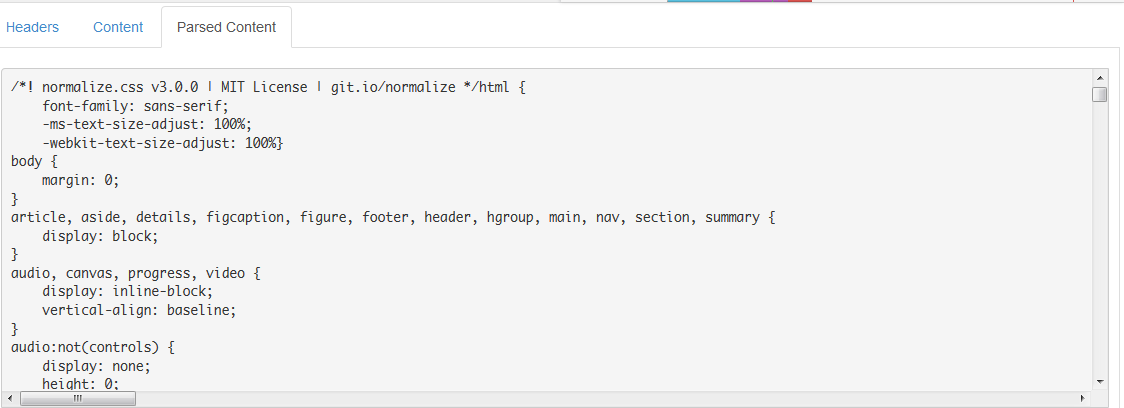 Headers Content Parsed Content
/*! normalize.css v3.0.0 | MIT License | git.io/normalize */html {
    font-family: sans-serif;
    -ms-text-size-adjust: 100%;
    -webkit-text-size-adjust: 100%}
body {
    margin: 0;
}
article, aside, details, figcaption, figure, footer, header, hgroup, main, nav, section, summary {
    display: block;
}
audio, canvas, progress, video {
    display: inline-block;
    vertical-align: baseline;
}
audio:not(controls) {
    display: none;
    height: 0;